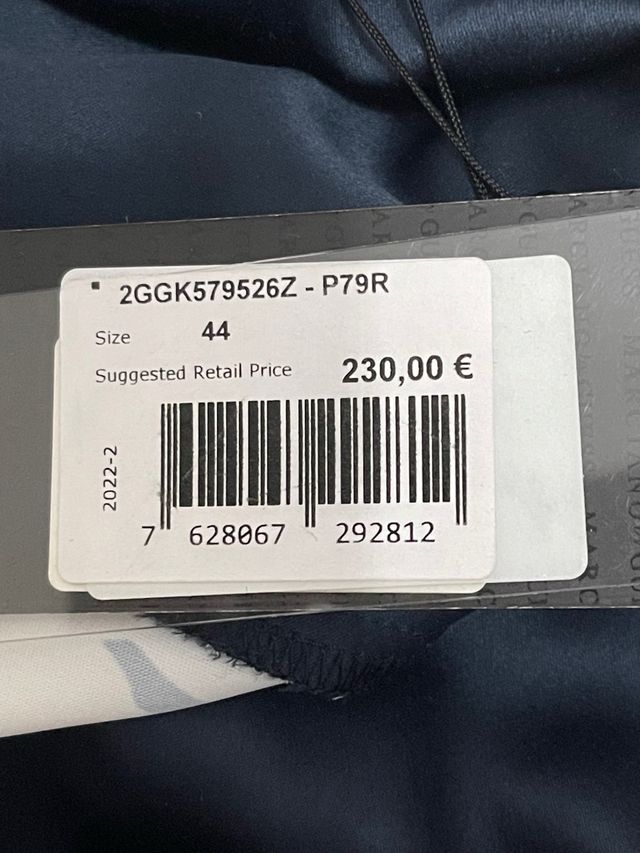 2GGK579526Z - P79R
Size 44
Suggested Retail Price 230,00 €
2022-2
7 628067 292812